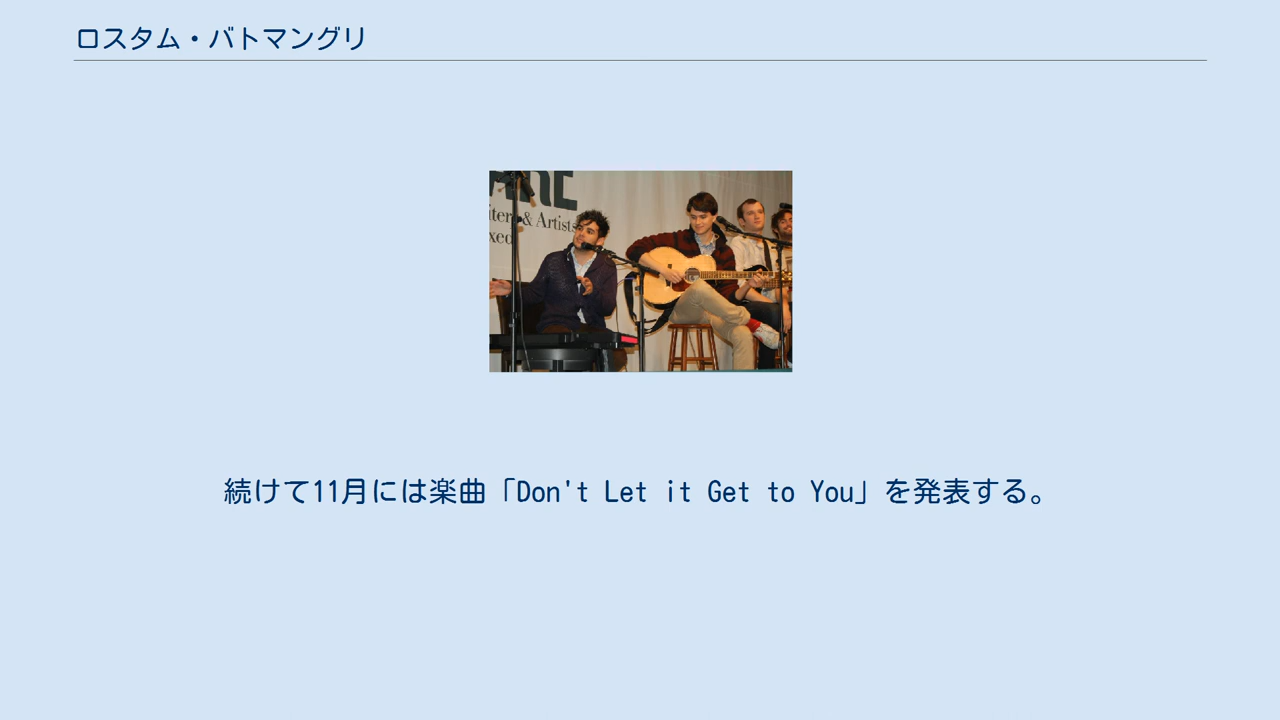 ロスタム・バトマングリ
& Artists
続けて11月には楽曲「Don't Let it Get to You」を発表する。